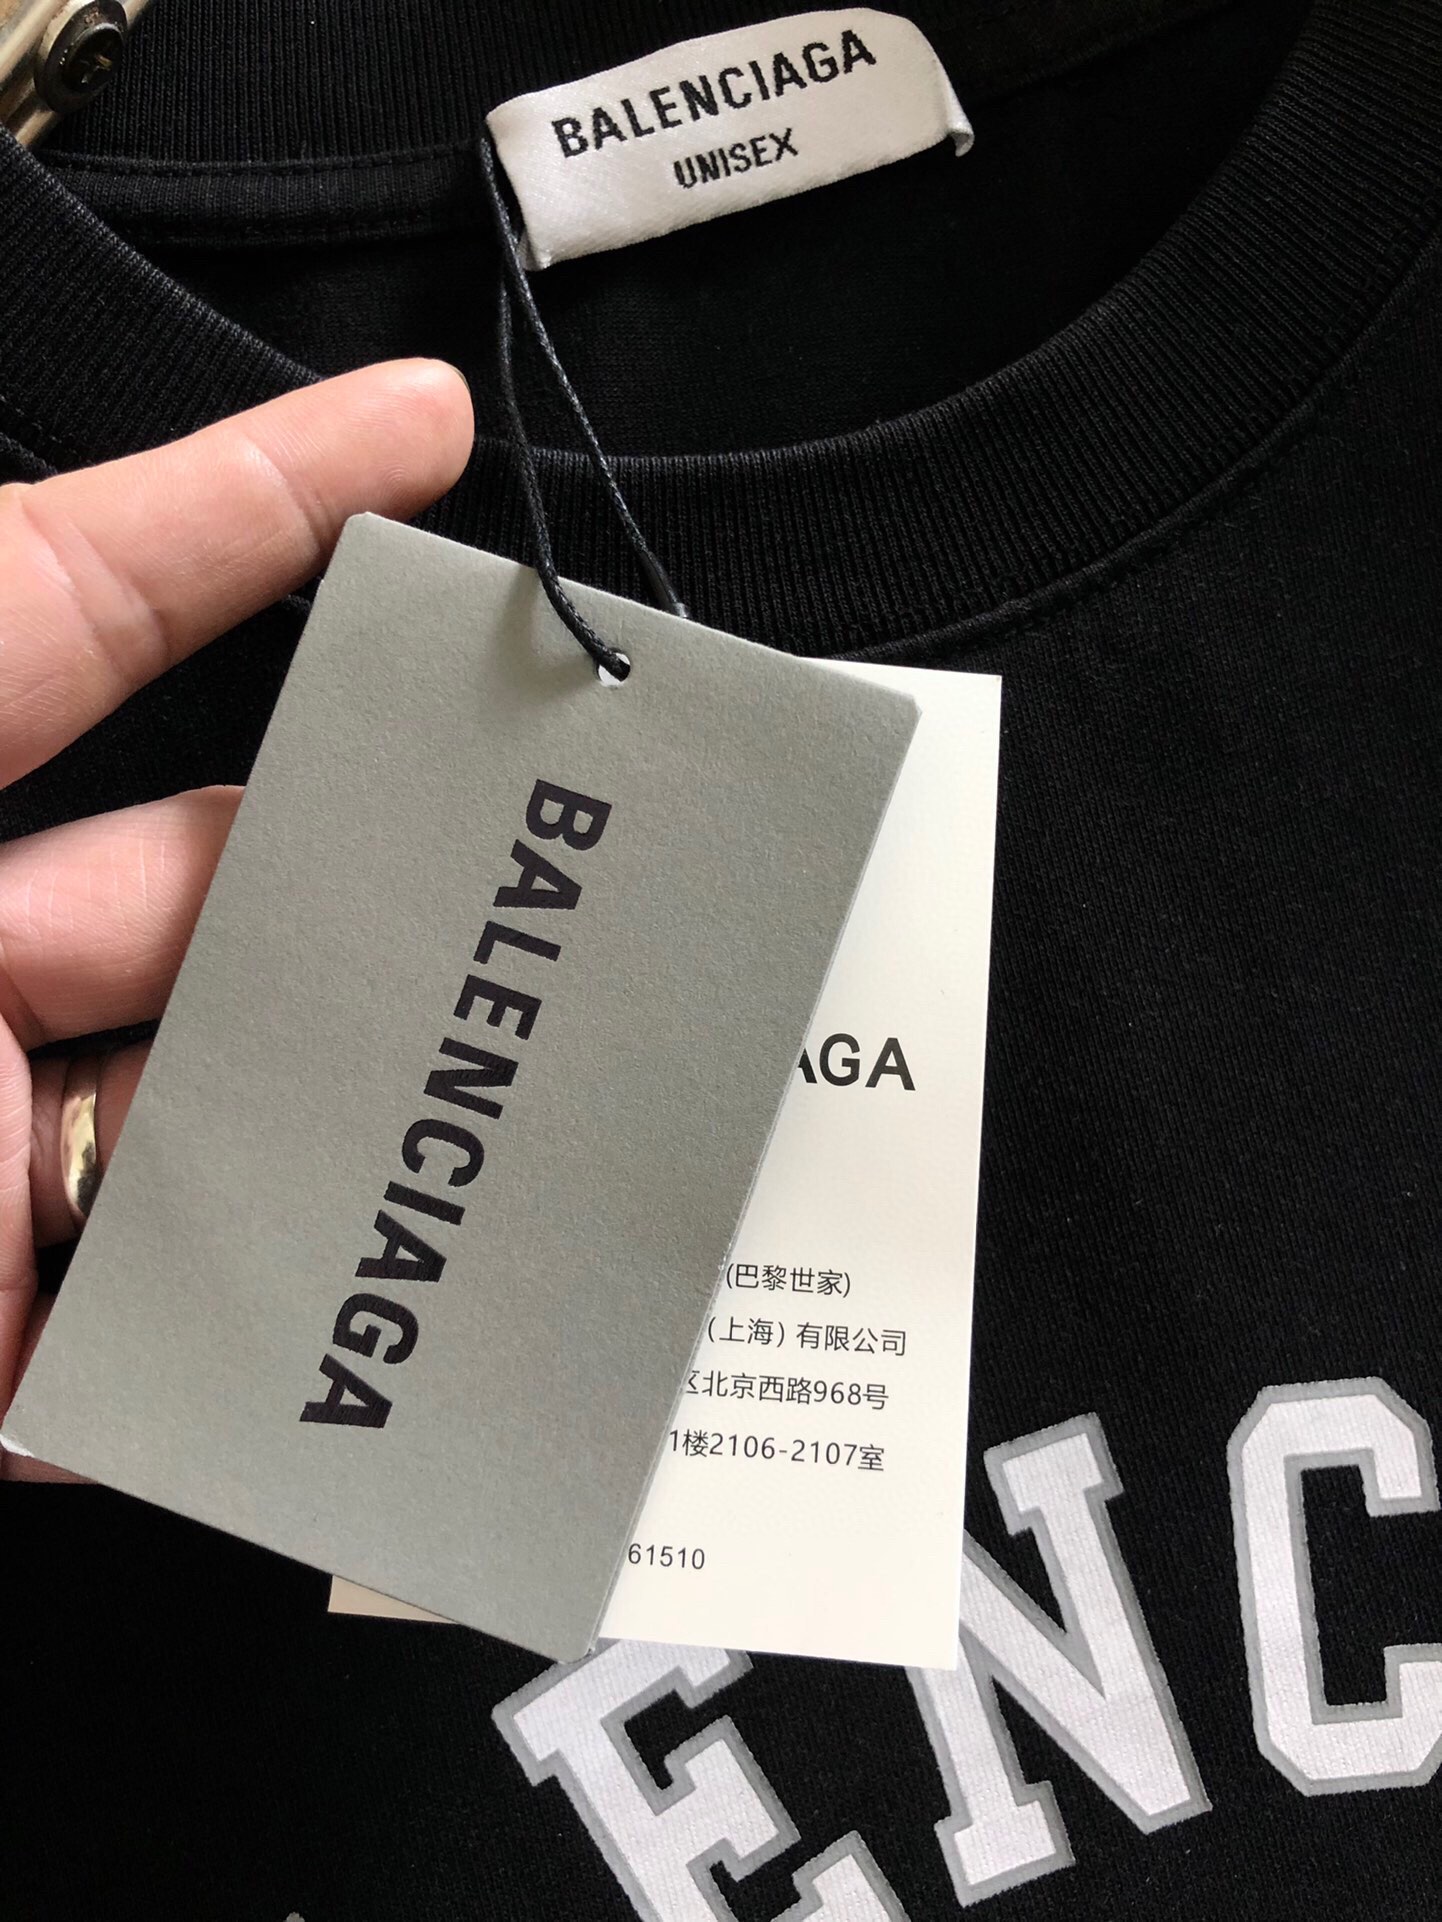 BALENCIAGA
UNISEX
BALENCIAGA
AGA
(巴黎世家)
(上海)有限公司
区北京西路968号
1楼2106-2107室
61510
ENC